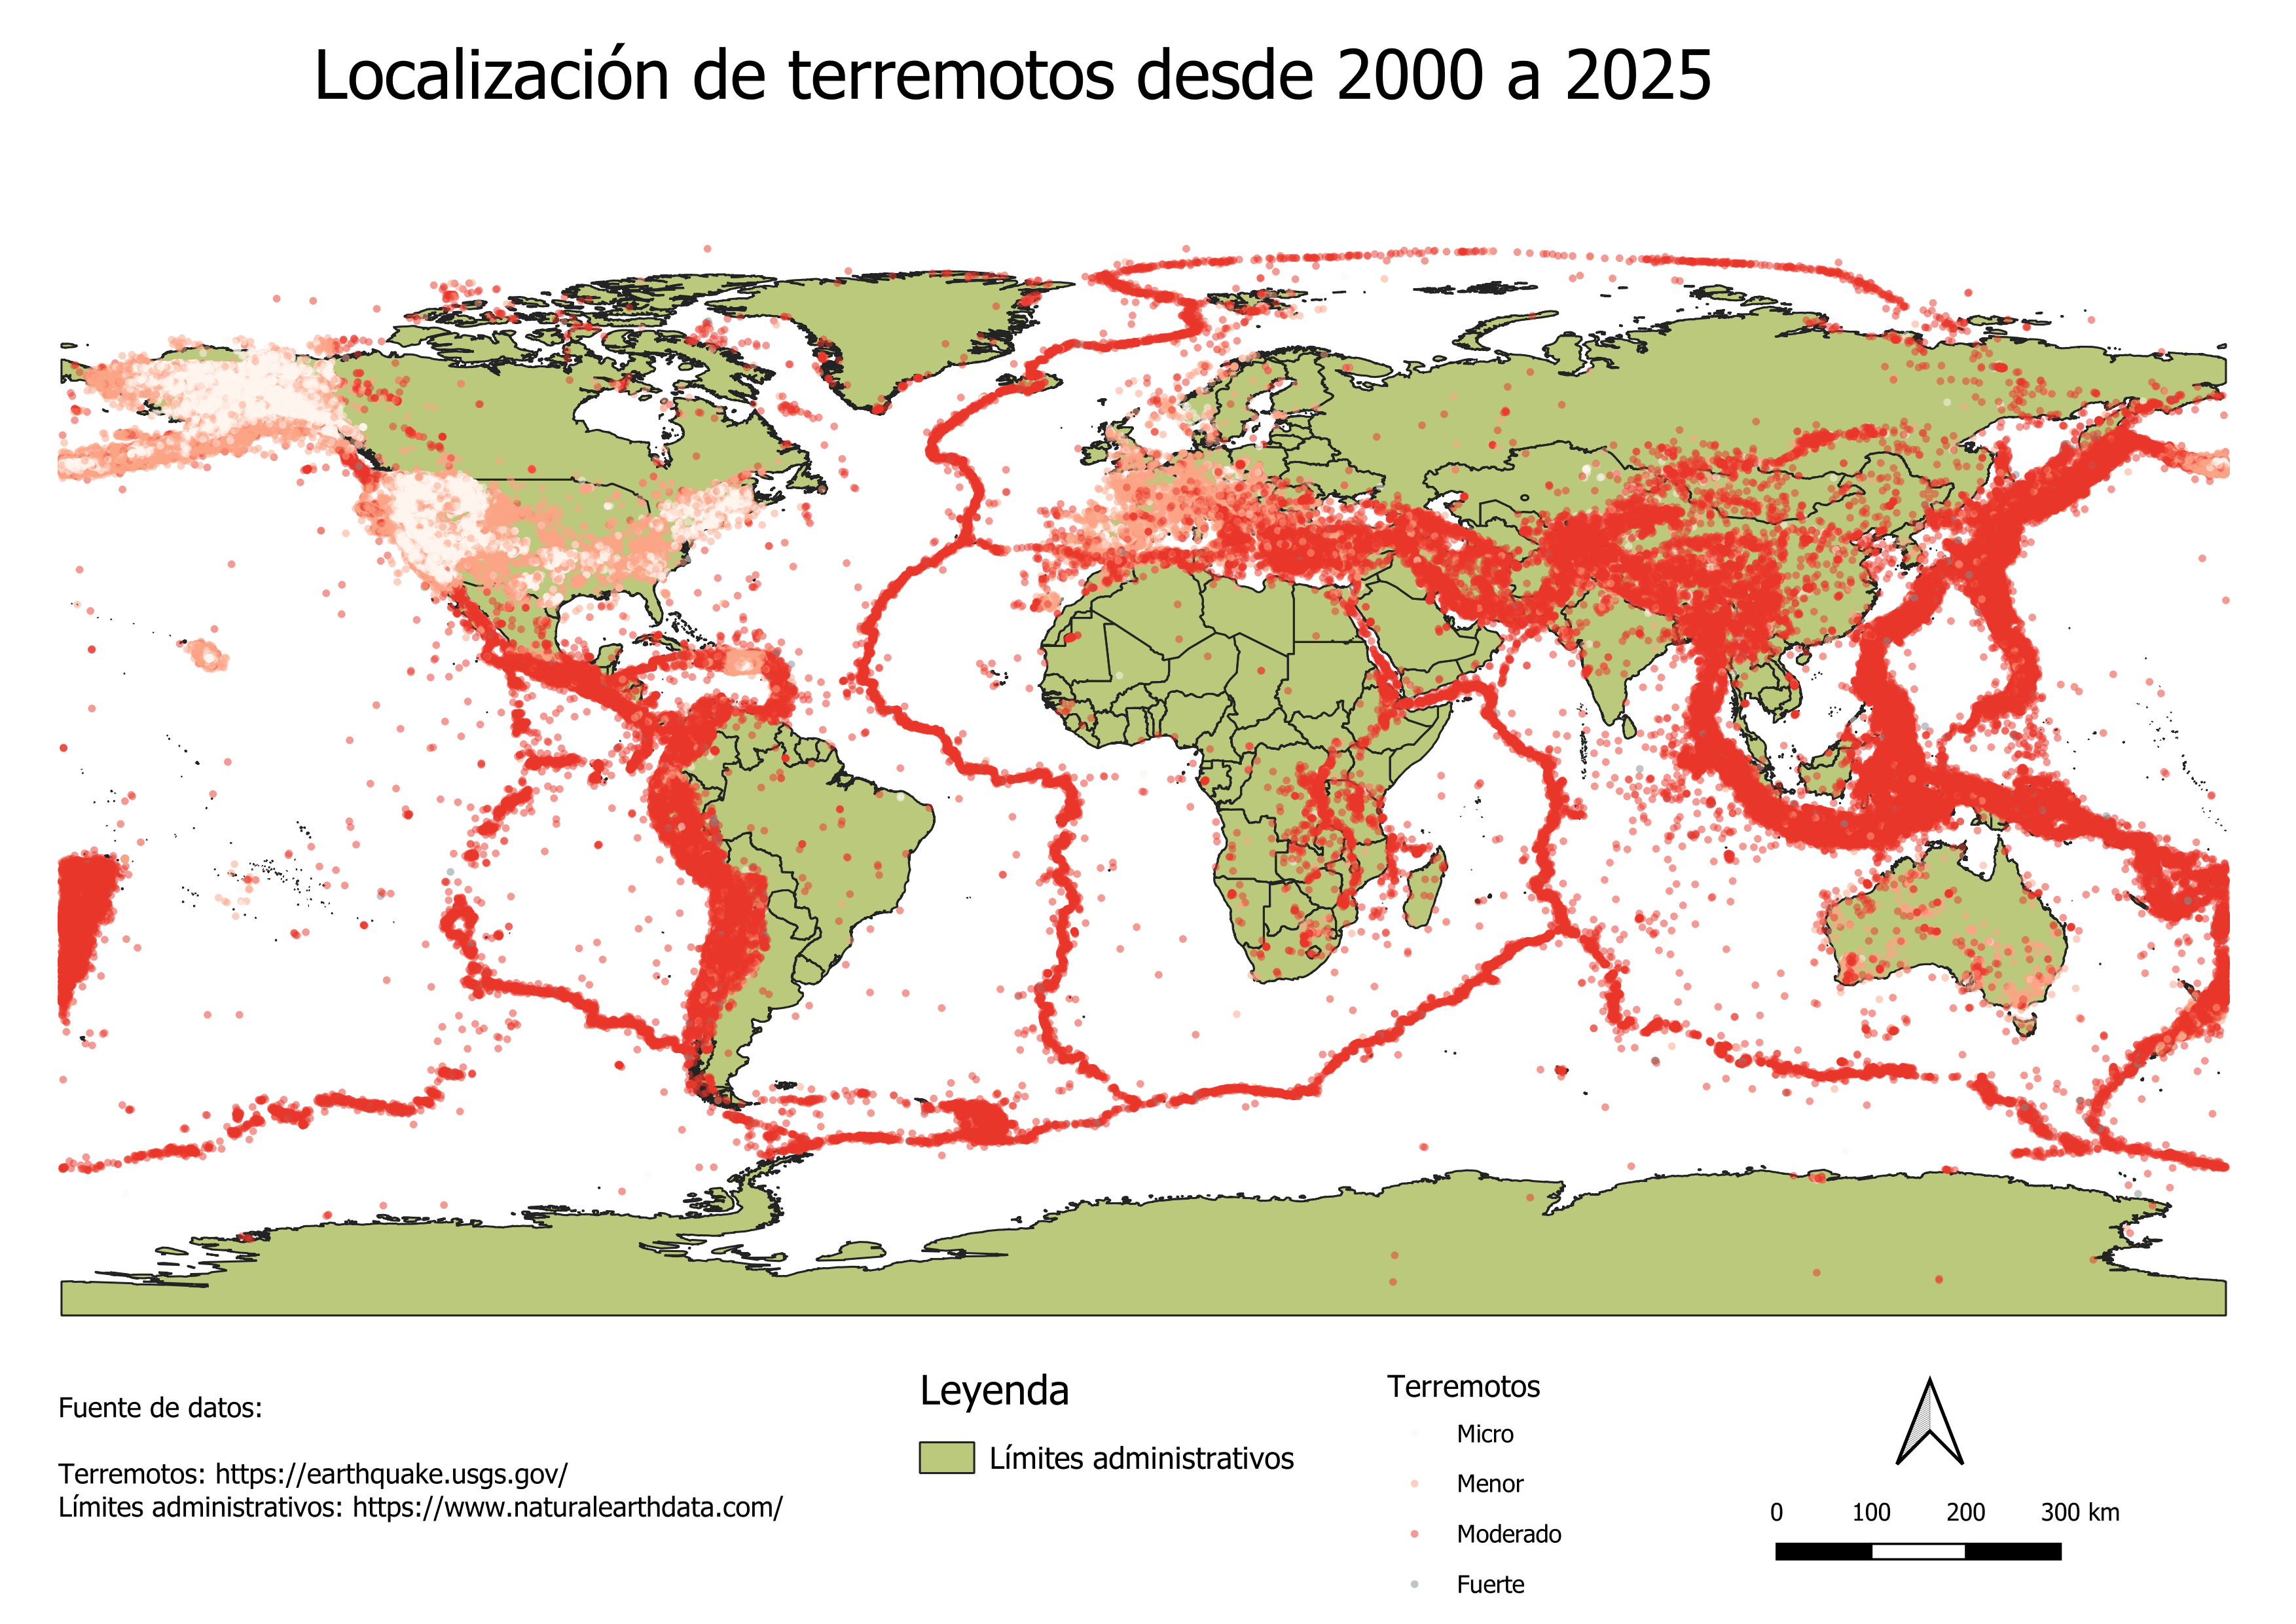 Localización de terremotos desde 2000 a 2025
Fuente de datos:
Terremotos: https://earthquake.usgs.gov/
Límites administrativos: https://www.naturalearthdata.com/
Leyenda
Límites administrativos
Terremotos
Micro
Menor
Moderado
Fuerte
0 100 200 300 km